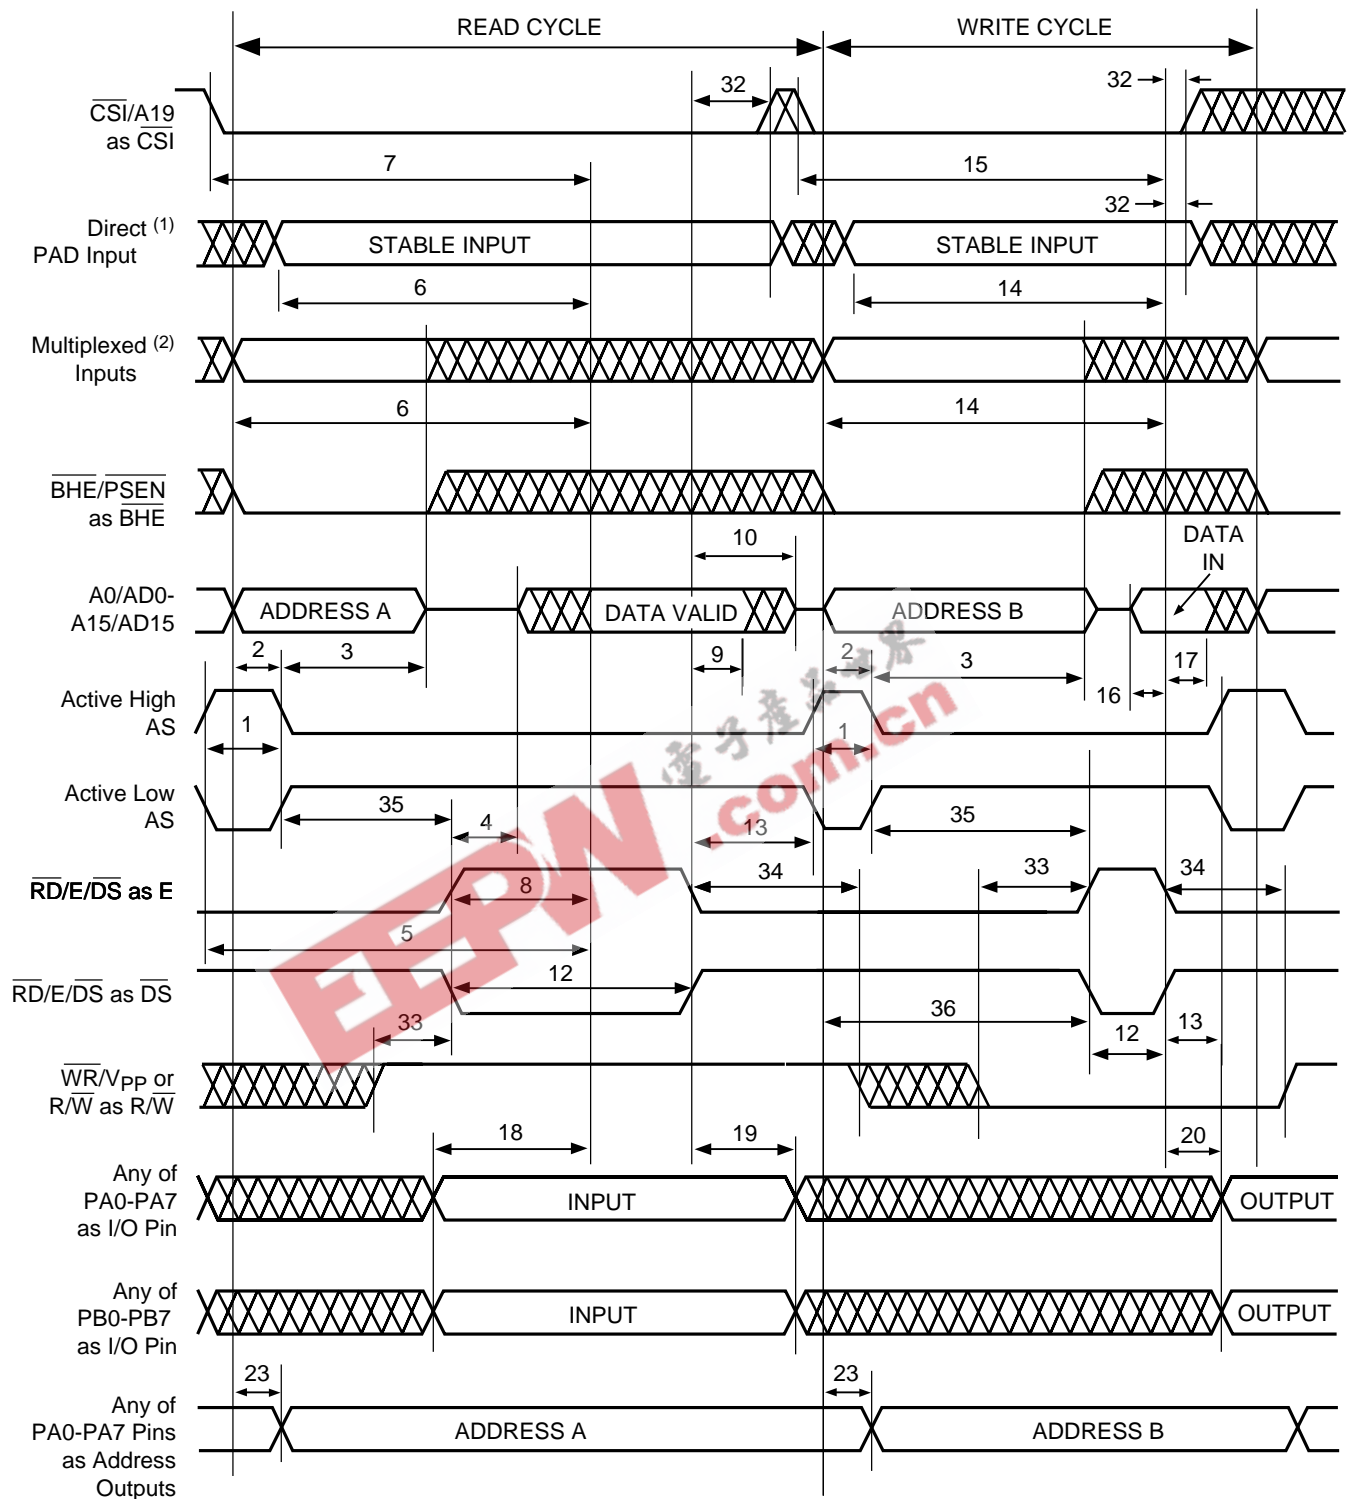 READ CYCLE
WRITE CYCLE
32
32
CSI/A19
as CSI
7
15
32
Direct (1)
PAD Input
STABLE INPUT
STABLE INPUT
6
14
Multiplexed (2)
Inputs
6
14
BHE/PSEN
as BHE
10
DATA
IN
A0/AD0-
A15/AD15
ADDRESS A
DATA VALID
ADDRESS B
2
3
9
2
3
16
17
Active High
AS
1
1
Active Low
AS
35
4
13
35
RD/E/DS as E
8
34
33
34
5
RD/E/DS as DS
12
36
33
12
13
WR/VPP or
R/W as R/W
18
19
20
Any of
PA0-PA7
as I/O Pin
INPUT
OUTPUT
Any of
PB0-PB7
as I/O Pin
INPUT
OUTPUT
23
23
Any of
PA0-PA7 Pins
as Address
Outputs
ADDRESS A
ADDRESS B
EEPW
.com.cn
電子產品世界